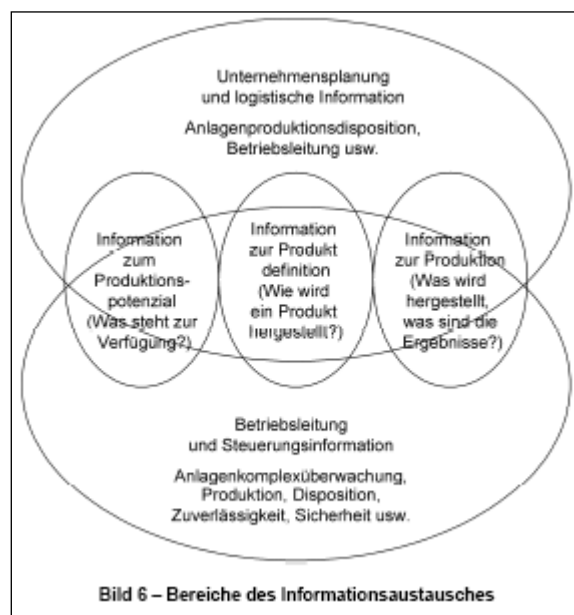 Unternehmensplanung
und logistische Information
Anlagenproduktionsdisposition,
Betriebsleitung usw.
Information
zum
Produktions-
potenzial
(Was steht zur
Verfügung?)
Information
zur Produkt
definition
(Wie wird
ein Produkt
hergestellt?)
Information
zur Produktion
(Was wird
hergestellt,
was sind die
Ergebnisse?)
Betriebsleitung
und Steuerungsinformation
Anlagenkomplexüberwachung,
Produktion, Disposition,
Zuverlässigkeit, Sicherheit usw.
Bild 6 – Bereiche des Informationsaustausches